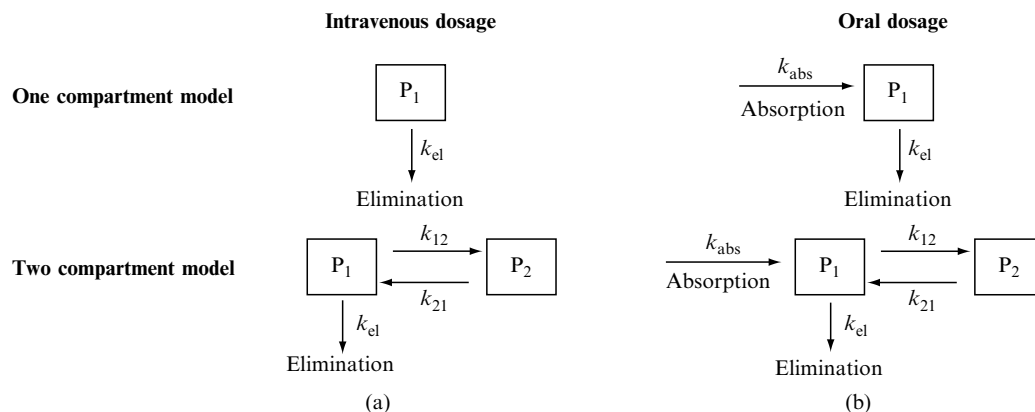 Intravenous dosage
Oral dosage
One compartment model
P1
kel
Elimination
kabs
Absorption
P1
kel
Elimination
Two compartment model
P1
k12
k21
P2
kel
Elimination
kabs
Absorption
P1
k12
k21
P2
kel
Elimination
(a)
(b)